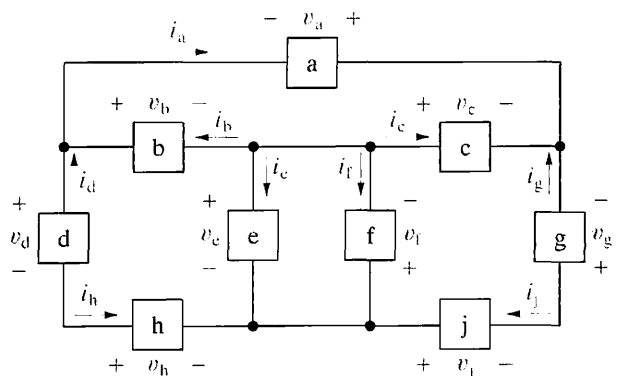 i_a − v_a +
a
+ v_b − i_b i_c + v_c −
b c
i_d i_e i_f i_g
+ + − −
v_d d v_e e f v_f g v_g
− − + +
i_h i_j
h j
+ v_h − + v_j −